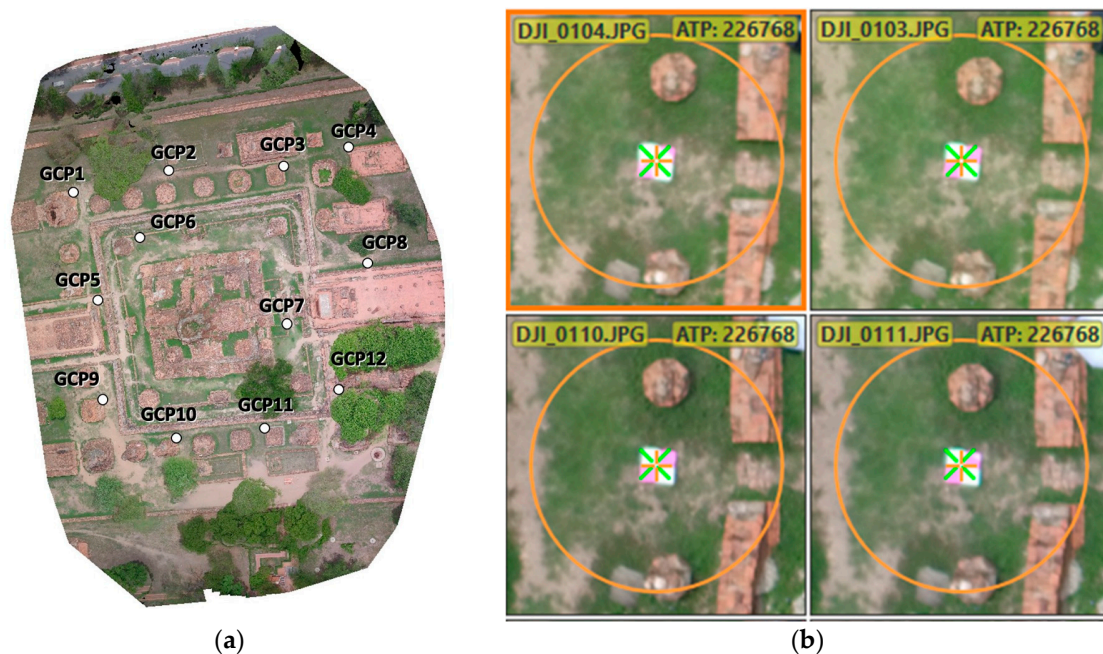 GCP1
GCP2
GCP3
GCP4
GCP5
GCP6
GCP7
GCP8
GCP9
GCP10
GCP11
GCP12
(a)
DJI_0104.JPG ATP: 226768
DJI_0103.JPG ATP: 226768
DJI_0110.JPG ATP: 226768
DJI_0111.JPG ATP: 226768
(b)